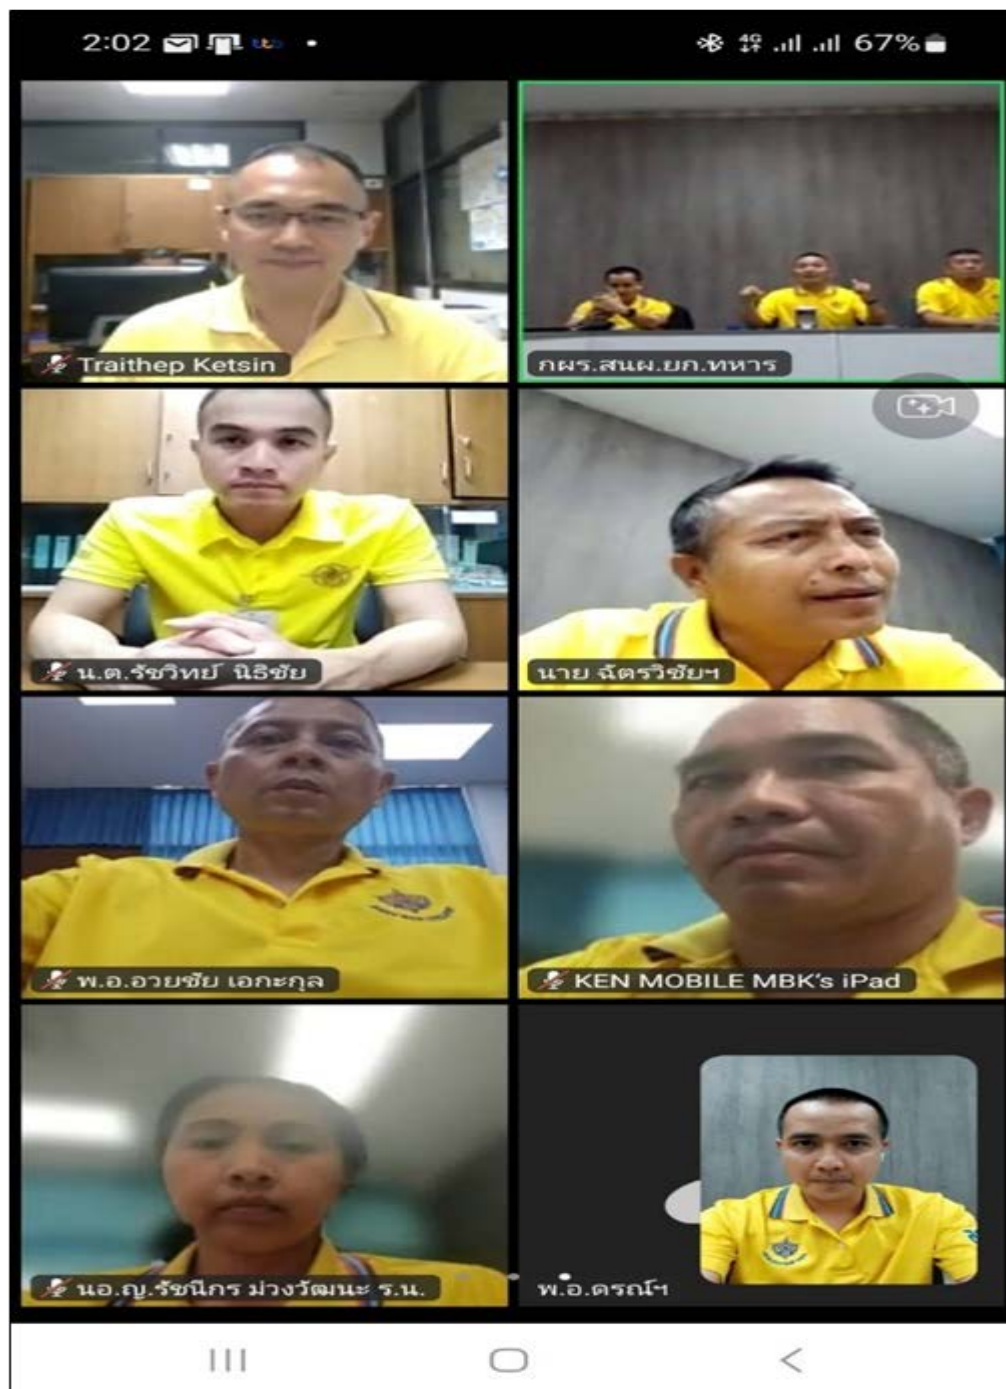 2:02
4G 67%
Traithep Ketsin
กผร.สนผ.ยก.ทหาร
น.ต.รัชวิทย์ นิธิชัย
นาย ฉัตรวิชัยฯ
พ.อ.อวยชัย เอกะกุล
KEN MOBILE MBK's iPad
นอ.ญ.รัชนีกร ม่วงวัฒนะ ร.น.
พ.อ.ดรณ์ฯ